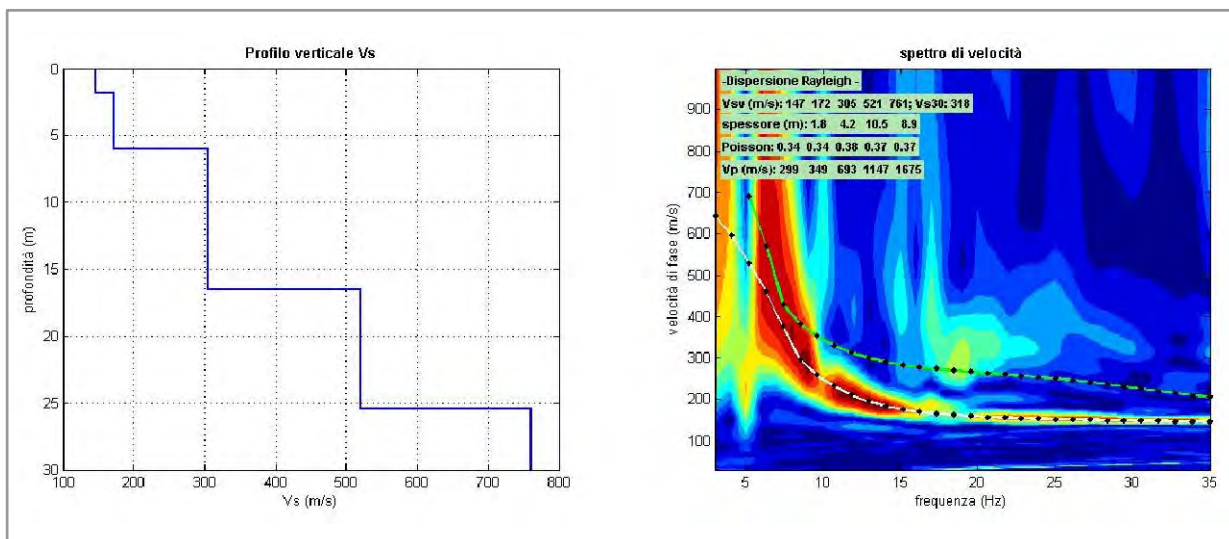 Profilo verticale Vs
0
5
10
15
20
25
30
profondità (m)
100 200 300 400 500 600 700 800
Vs (m/s)
spettro di velocità
-Dispersione Rayleigh -
Vsv (m/s): 147 172 305 521 761; Vs30: 318
spessore (m): 1.8 4.2 10.5 8.9
Poisson: 0.34 0.34 0.38 0.37 0.37
Vp (m/s): 299 349 693 1147 1675
900
800
700
600
500
400
300
200
100
velocità di fase (m/s)
5 10 15 20 25 30 35
frequenza (Hz)